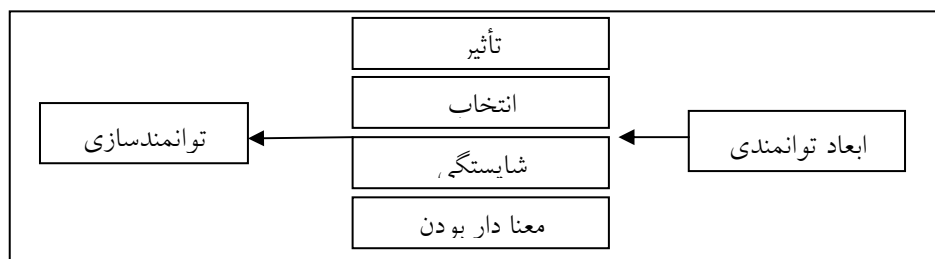 تأثیر
انتخاب
ابعاد توانمندی
توانمندسازی
شایستگی
معنا دار بودن